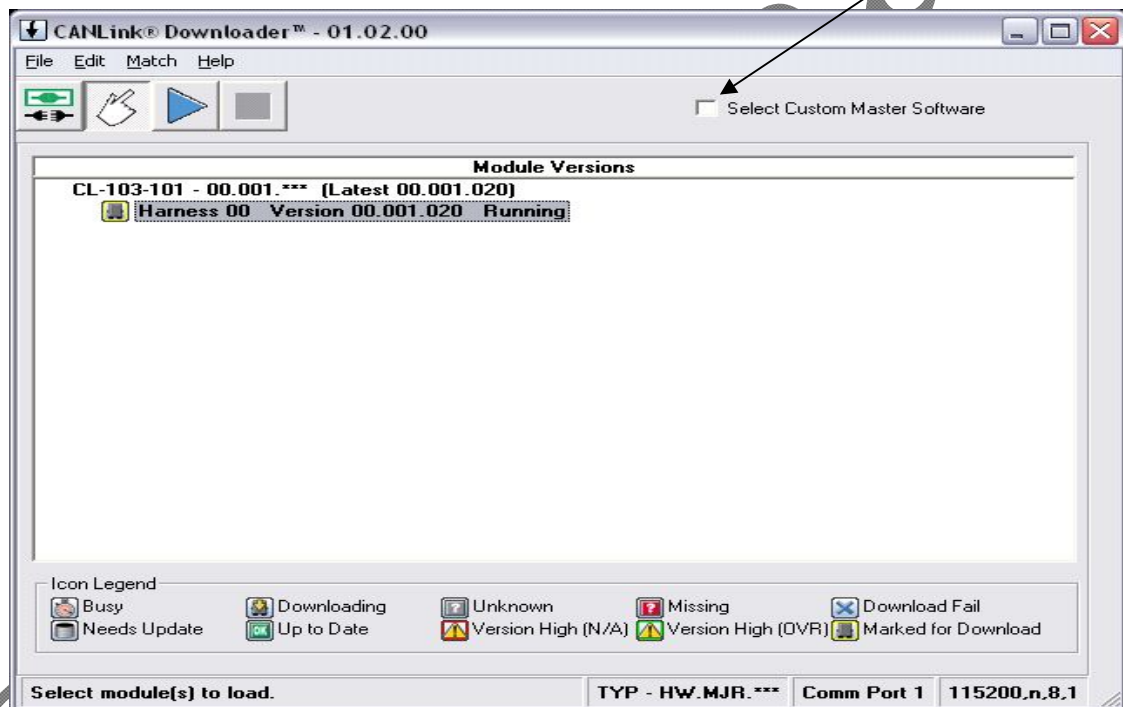 CANLink® Downloader™ - 01.02.00
File Edit Match Help
Select Custom Master Software
Module Versions
CL-103-101 - 00.001.*** (Latest 00.001.020)
Harness 00 Version 00.001.020 Running
Icon Legend
Busy Downloading Unknown Missing Download Fail
Needs Update Up to Date Version High (N/A) Version High (OVR) Marked for Download
Select module(s) to load. TYP - HW.MJR.*** Comm Port 1 115200,n,8,1